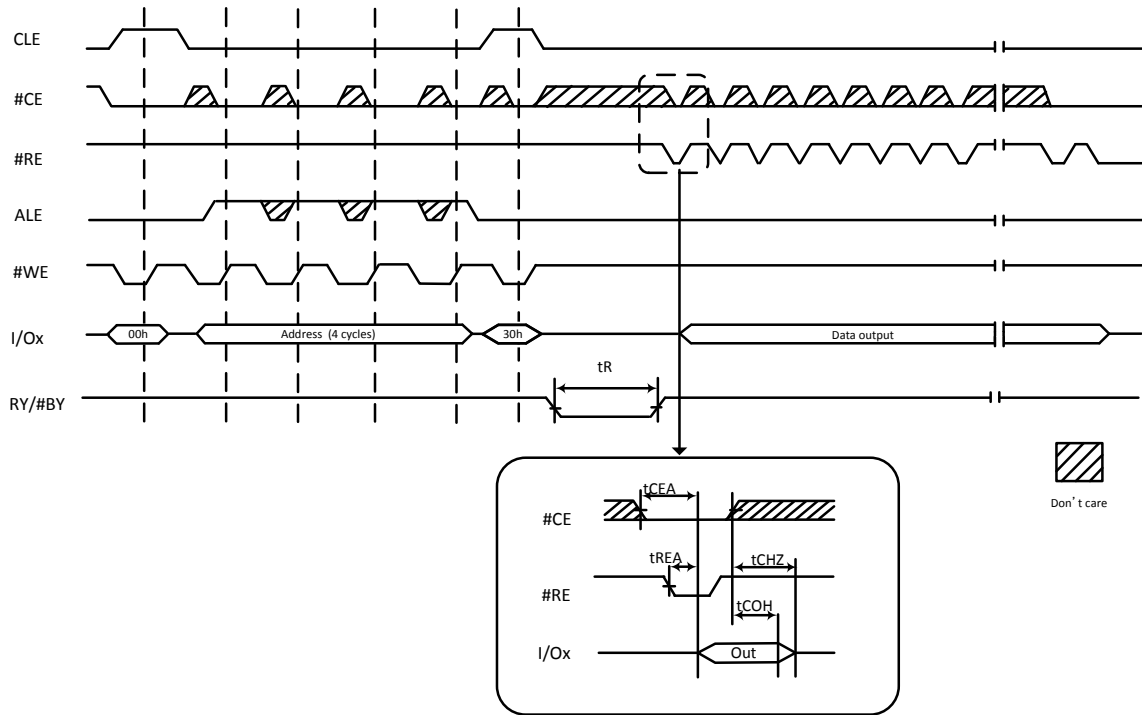 CLE
#CE
#RE
ALE
#WE
I/Ox
00h
Address (4 cycles)
30h
Data output
tR
RY/#BY
Don't care
tCEA
#CE
tREA
tCHZ
#RE
tCOH
I/Ox
Out